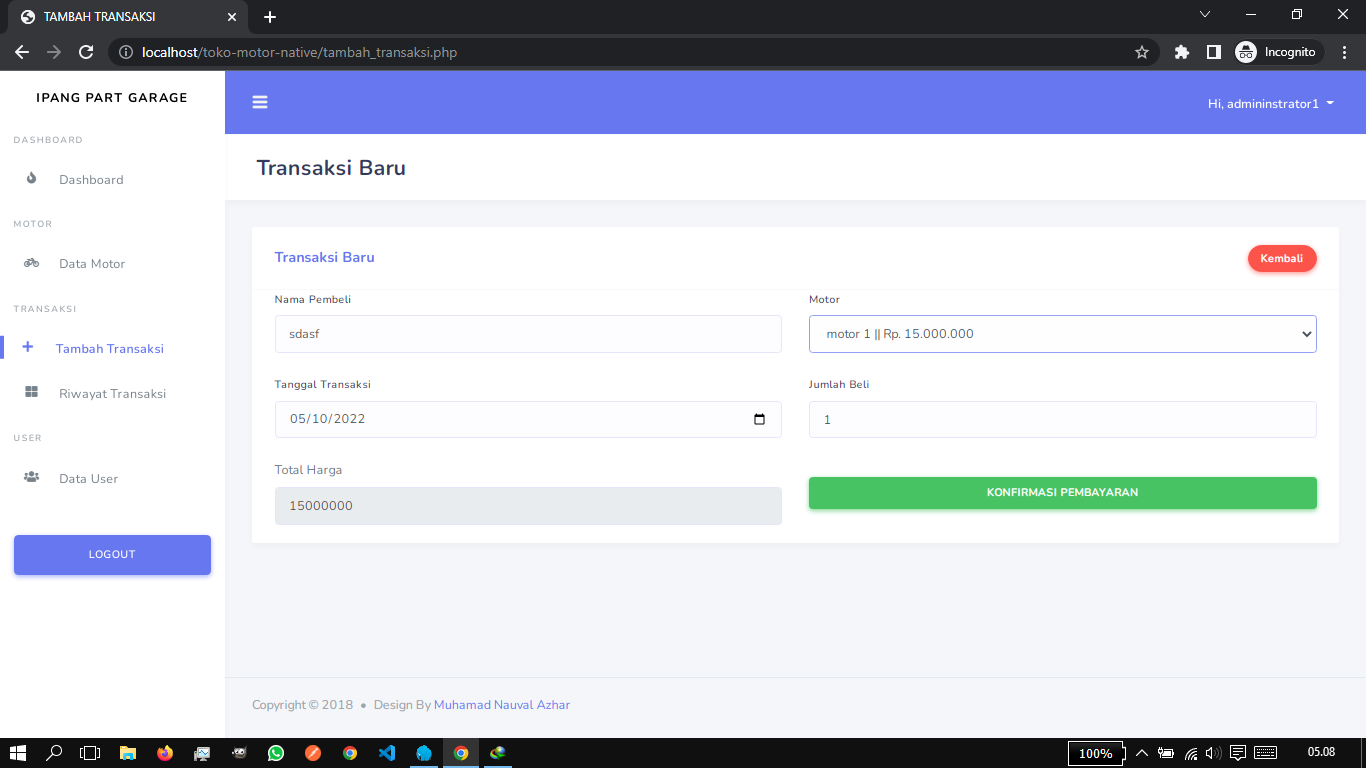 TAMBAH TRANSAKSI
localhost/toko-motor-native/tambah_transaksi.php
Incognito
IPANG PART GARAGE
Hi, admininstrator1
DASHBOARD
Dashboard
MOTOR
Data Motor
TRANSAKSI
Tambah Transaksi
Riwayat Transaksi
USER
Data User
LOGOUT
Transaksi Baru
Transaksi Baru
Kembali
Nama Pembeli
sdasf
Motor
motor 1 || Rp. 15.000.000
Tanggal Transaksi
05/10/2022
Jumlah Beli
1
Total Harga
15000000
KONFIRMASI PEMBAYARAN
Copyright © 2018 • Design By Muhamad Nauval Azhar
100%
05.08